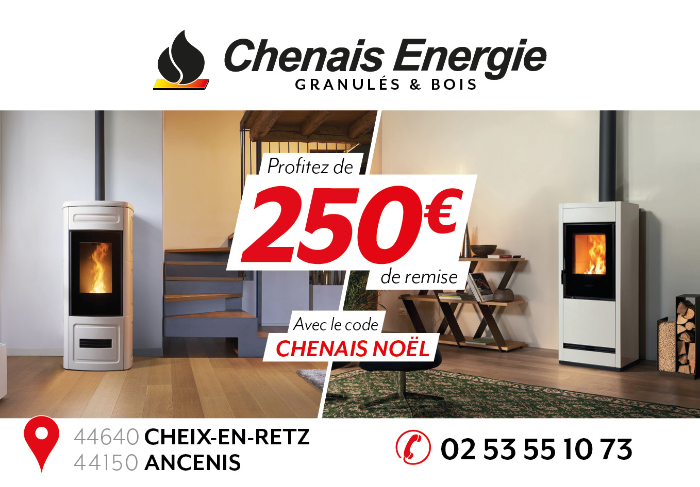 Chenais Energie
GRANULÉS & BOIS
Profitez de
250€
de remise
Avec le code
CHENAIS NOËL
44640 CHEIX-EN-RETZ
44150 ANCENIS
02 53 55 10 73